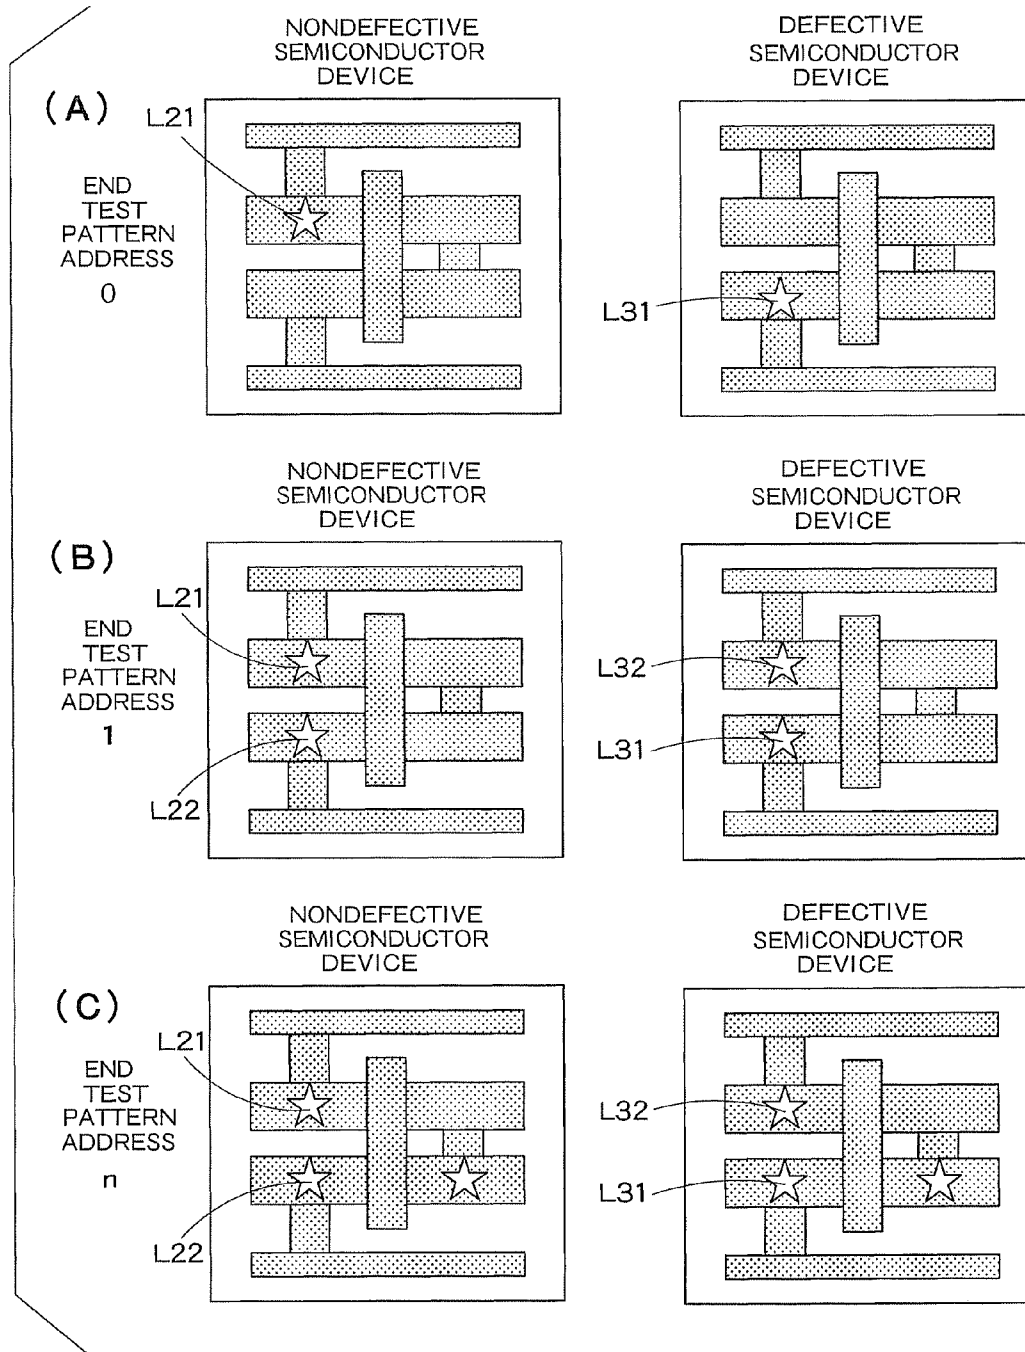 NONDEFECTIVE
SEMICONDUCTOR
DEVICE
DEFECTIVE
SEMICONDUCTOR
DEVICE
(A)
L21
END
TEST
PATTERN
ADDRESS
0
L31
NONDEFECTIVE
SEMICONDUCTOR
DEVICE
DEFECTIVE
SEMICONDUCTOR
DEVICE
(B)
L21
END
TEST
PATTERN
ADDRESS
1
L22
L32
L31
NONDEFECTIVE
SEMICONDUCTOR
DEVICE
DEFECTIVE
SEMICONDUCTOR
DEVICE
(C)
L21
END
TEST
PATTERN
ADDRESS
n
L22
L32
L31